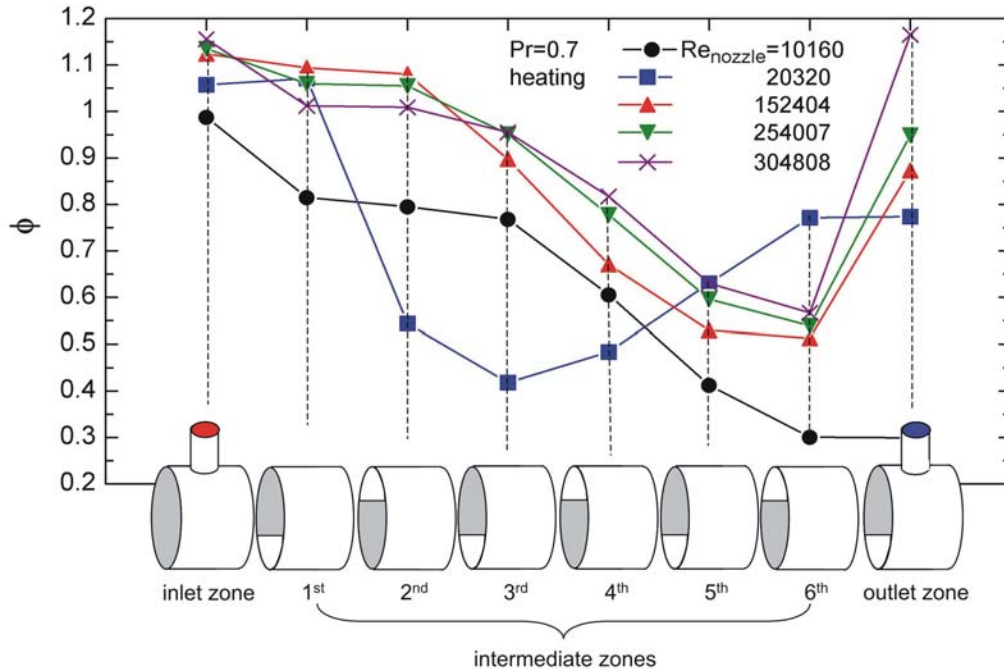 1.2
1.1
1
0.9
0.8
0.7
0.6
0.5
0.4
0.3
0.2
ϕ
Pr=0.7
heating
Re_nozzle=10160
20320
152404
254007
304808
inlet zone
1st
2nd
3rd
4th
5th
6th
outlet zone
intermediate zones